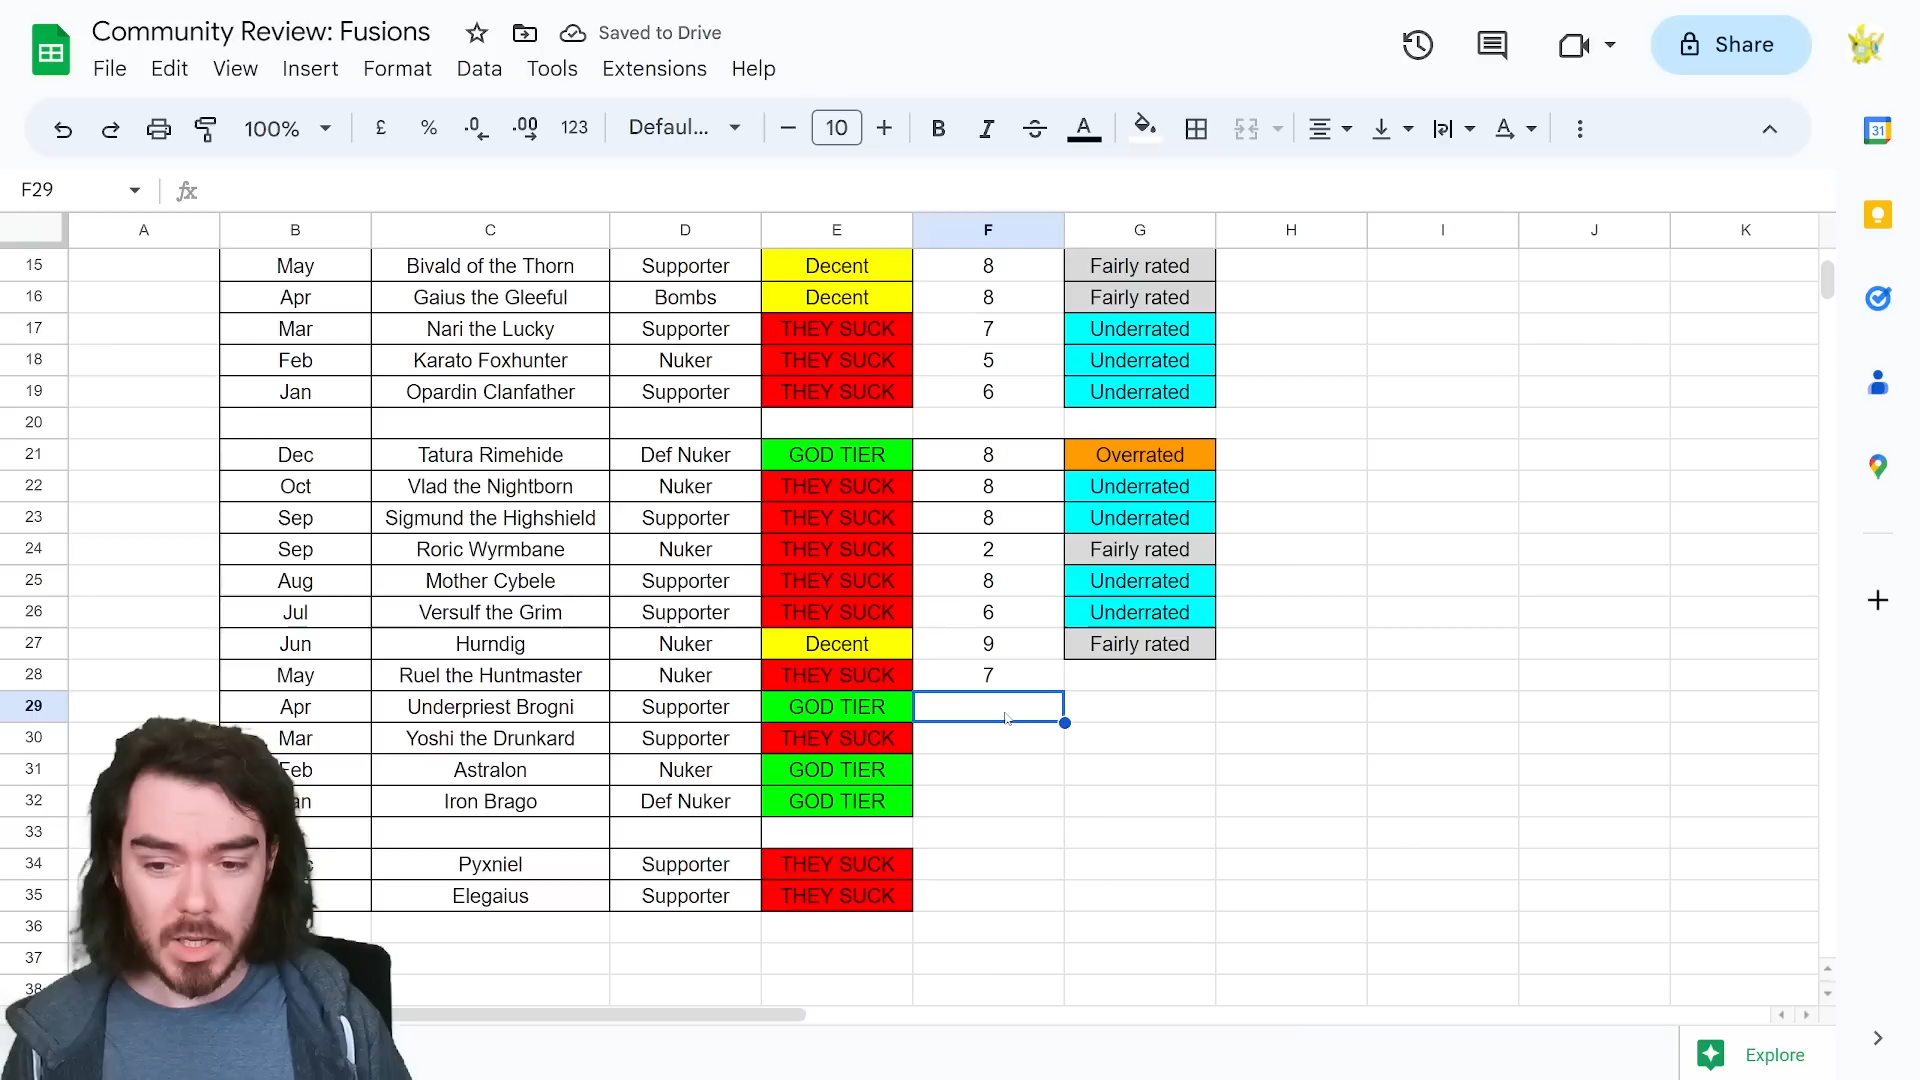 Community Review: Fusions Saved to Drive
File Edit View Insert Format Data Tools Extensions Help
Share
100% £ % .0 .00 123 Defaul... 10 B I A
31
F29 fx
A B C D E F G H I J K
15 May Bivald of the Thorn Supporter Decent 8 Fairly rated
16 Apr Gaius the Gleeful Bombs Decent 8 Fairly rated
17 Mar Nari the Lucky Supporter THEY SUCK 7 Underrated
18 Feb Karato Foxhunter Nuker THEY SUCK 5 Underrated
19 Jan Opardin Clanfather Supporter THEY SUCK 6 Underrated
20
21 Dec Tatura Rimehide Def Nuker GOD TIER 8 Overrated
22 Oct Vlad the Nightborn Nuker THEY SUCK 8 Underrated
23 Sep Sigmund the Highshield Supporter THEY SUCK 8 Underrated
24 Sep Roric Wyrmbane Nuker THEY SUCK 2 Fairly rated
25 Aug Mother Cybele Supporter THEY SUCK 8 Underrated
26 Jul Versulf the Grim Supporter THEY SUCK 6 Underrated
27 Jun Hurndig Nuker Decent 9 Fairly rated
28 May Ruel the Huntmaster Nuker THEY SUCK 7
29 Apr Underpriest Brogni Supporter GOD TIER
30 Mar Yoshi the Drunkard Supporter THEY SUCK
31 Feb Astralon Nuker GOD TIER
32 an Iron Brago Def Nuker GOD TIER
33
34 Pyxniel Supporter THEY SUCK
35 Elegaius Supporter THEY SUCK
36
37
38
Explore